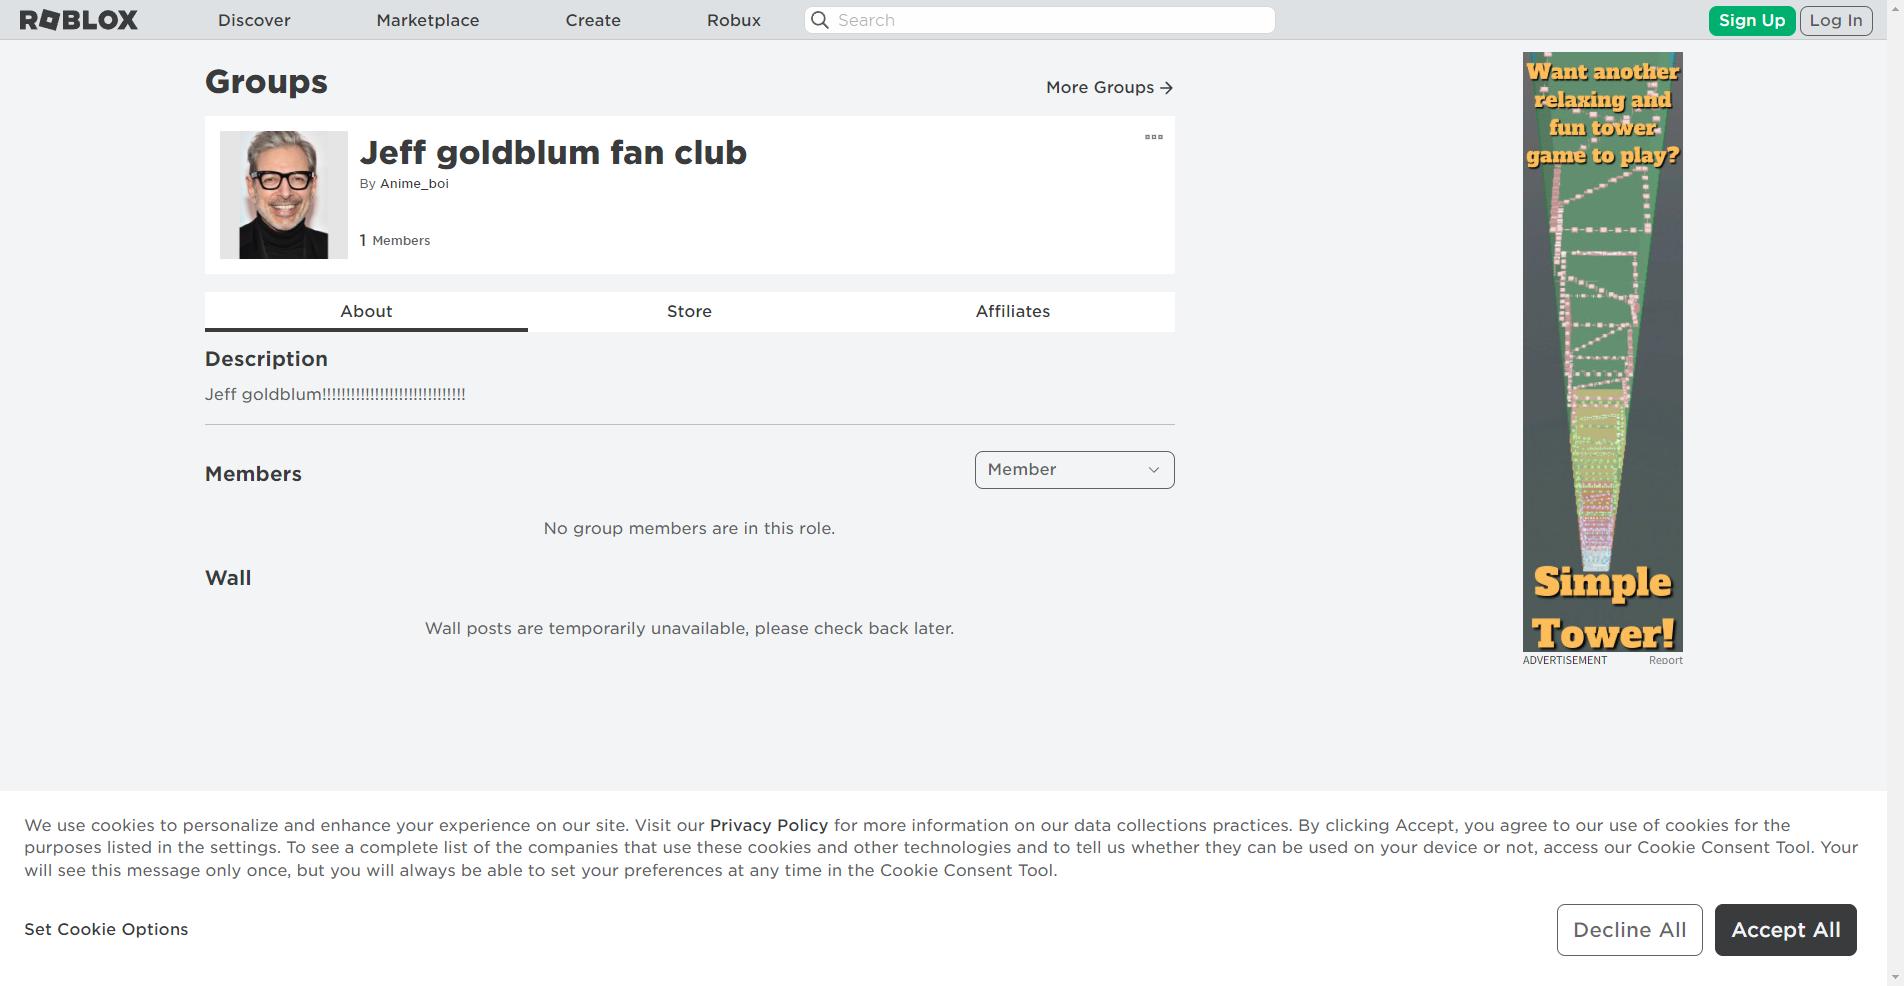 ROBLOX
Discover
Marketplace
Create
Robux
Search
Sign Up
Log In
Groups
More Groups →
Jeff goldblum fan club
By Anime_boi
1 Members
About
Store
Affiliates
Description
Jeff goldblum!!!!!!!!!!!!!!!!!!!!!!!!!!!!!!
Members
Member
No group members are in this role.
Wall
Wall posts are temporarily unavailable, please check back later.
Want another
relaxing and
fun tower
game to play?
Simple
Tower!
ADVERTISEMENT
Report
We use cookies to personalize and enhance your experience on our site. Visit our Privacy Policy for more information on our data collections practices. By clicking Accept, you agree to our use of cookies for the
purposes listed in the settings. To see a complete list of the companies that use these cookies and other technologies and to tell us whether they can be used on your device or not, access our Cookie Consent Tool. Your
will see this message only once, but you will always be able to set your preferences at any time in the Cookie Consent Tool.
Set Cookie Options
Decline All
Accept All